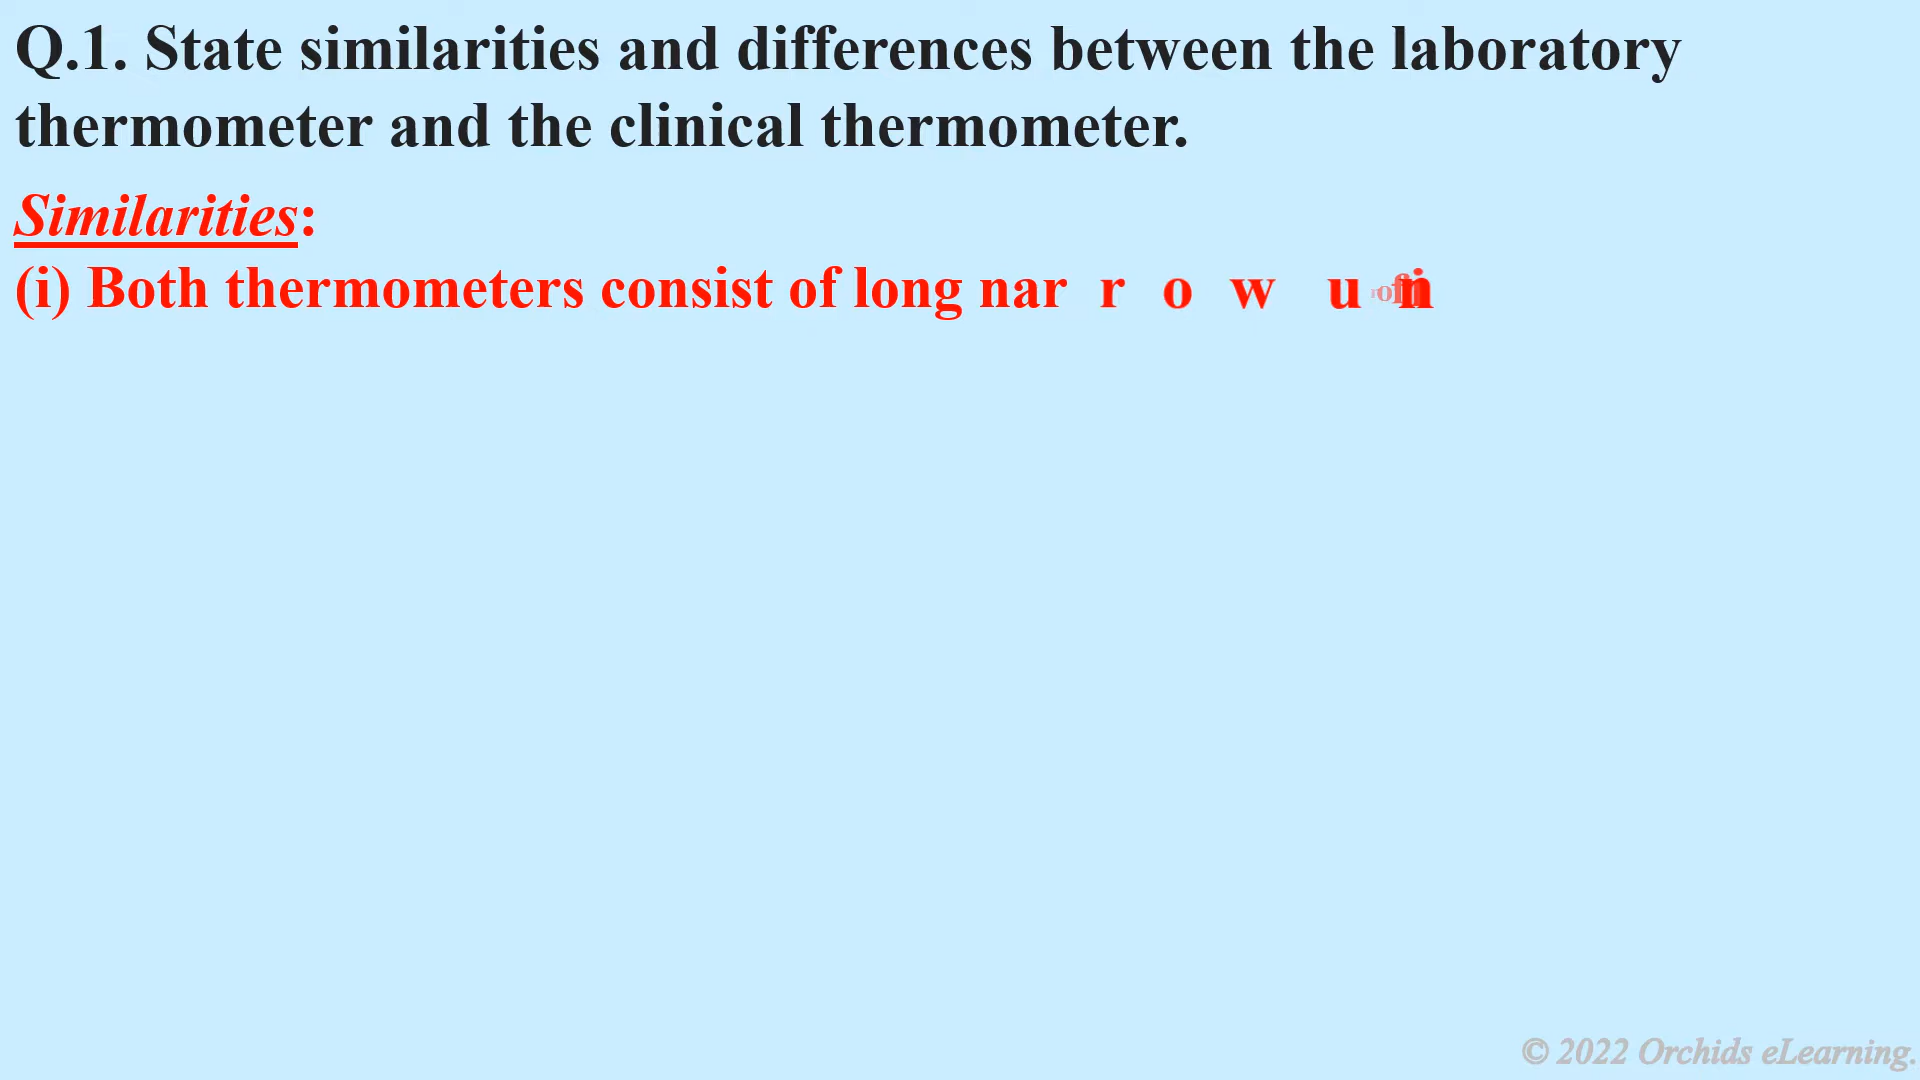 Q.1. State similarities and differences between the laboratory
thermometer and the clinical thermometer.
Similarities:
(i) Both thermometers consist of long narrow
© 2022 Orchids eLearning.